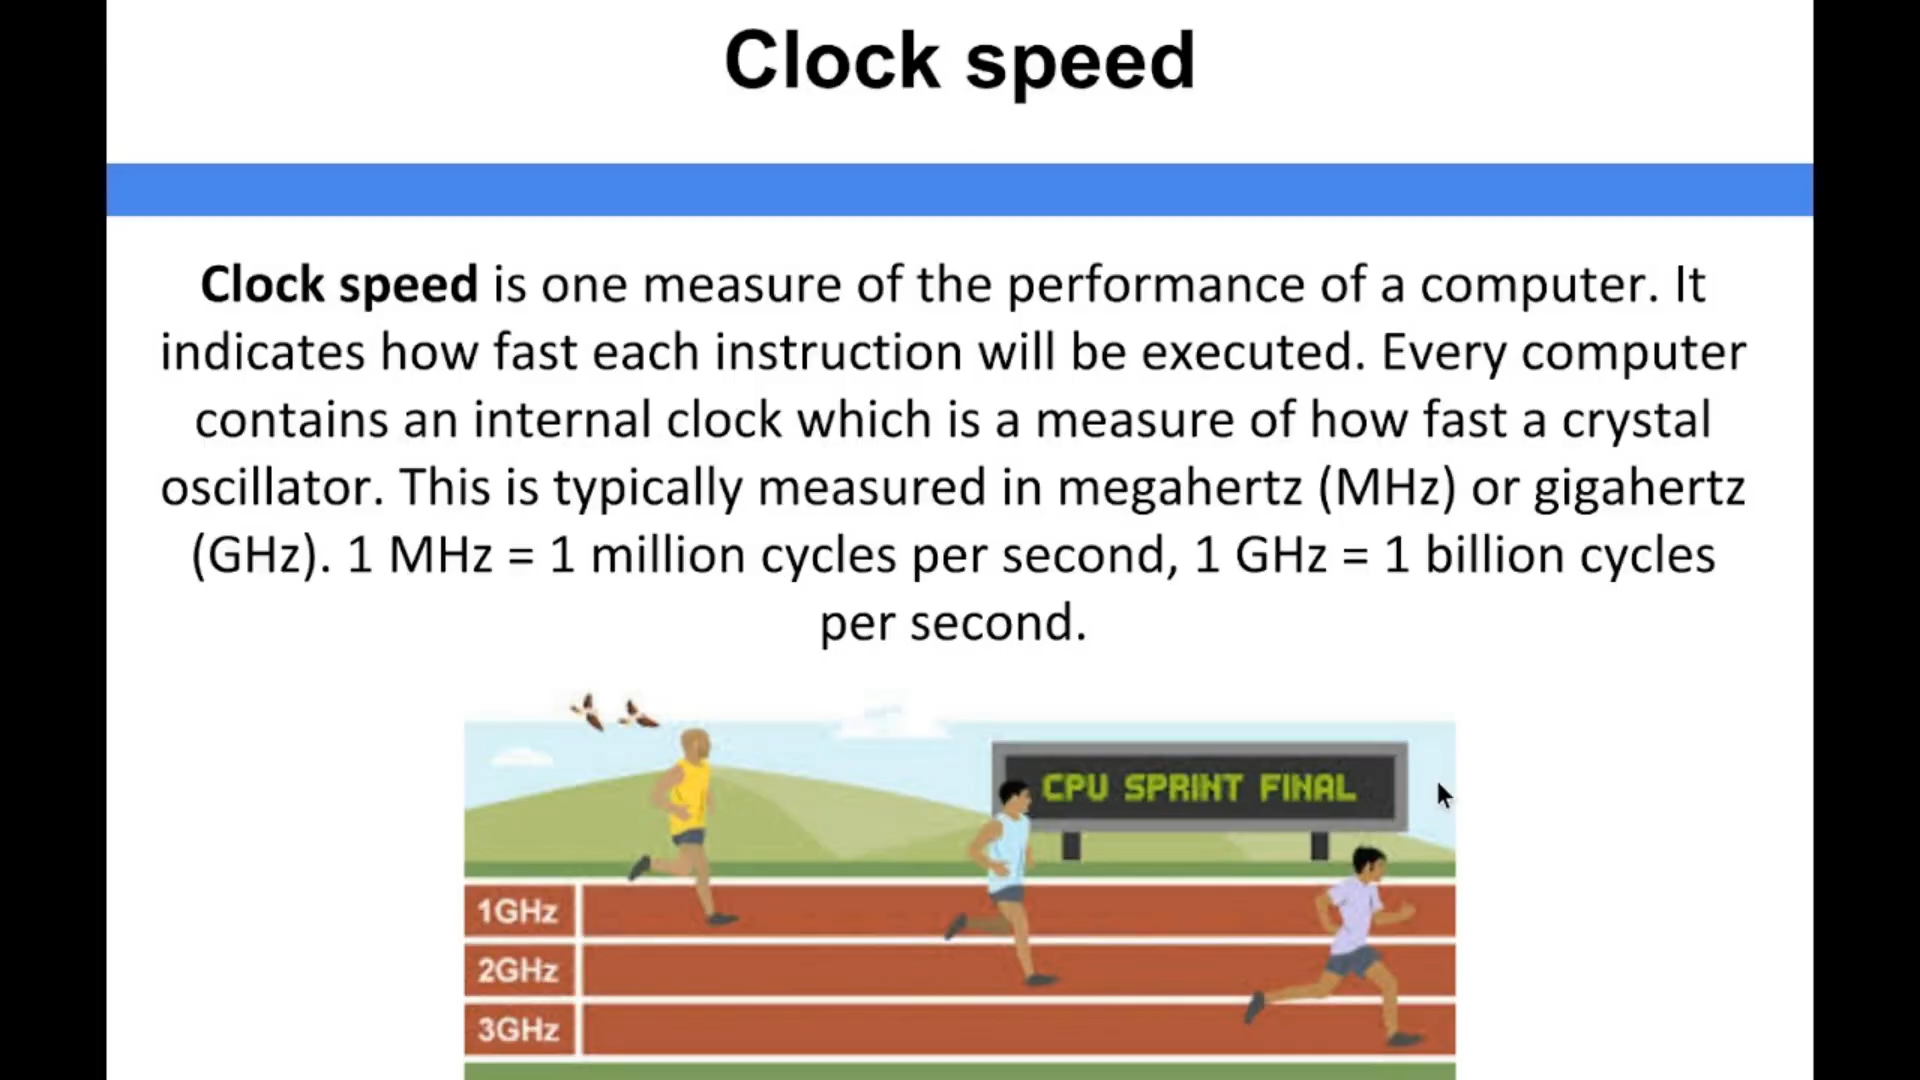 Clock speed
Clock speed is one measure of the performance of a computer. It
indicates how fast each instruction will be executed. Every computer
contains an internal clock which is a measure of how fast a crystal
oscillator. This is typically measured in megahertz (MHz) or gigahertz
(GHz). 1 MHz = 1 million cycles per second, 1 GHz = 1 billion cycles
per second.
CPU SPRINT FINAL
1GHz
2GHz
3GHz